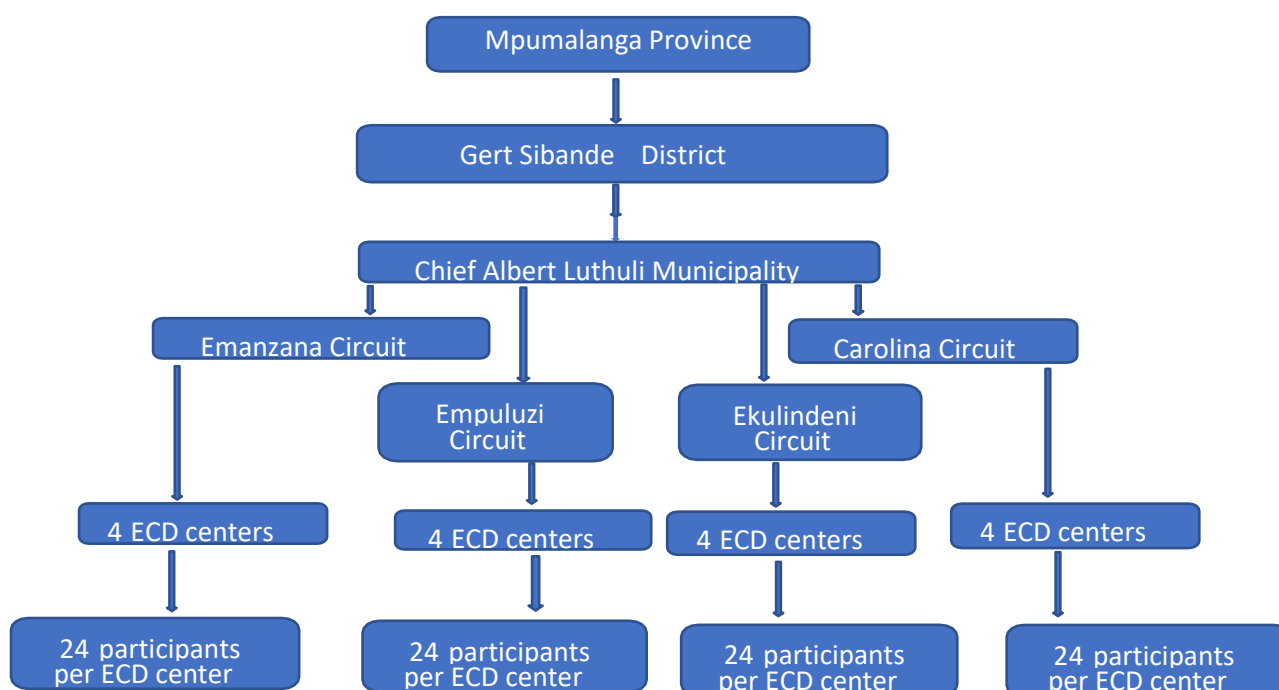 Mpumalanga Province
Gert Sibande District
Chief Albert Luthuli Municipality
Emanzana Circuit
Carolina Circuit
Empuluzi
Circuit
Ekulindeni
Circuit
4 ECD centers
4 ECD centers
4 ECD centers
4 ECD centers
24 participants
per ECD center
24 participants
per ECD center
24 participants
per ECD center
24 participants
per ECD center